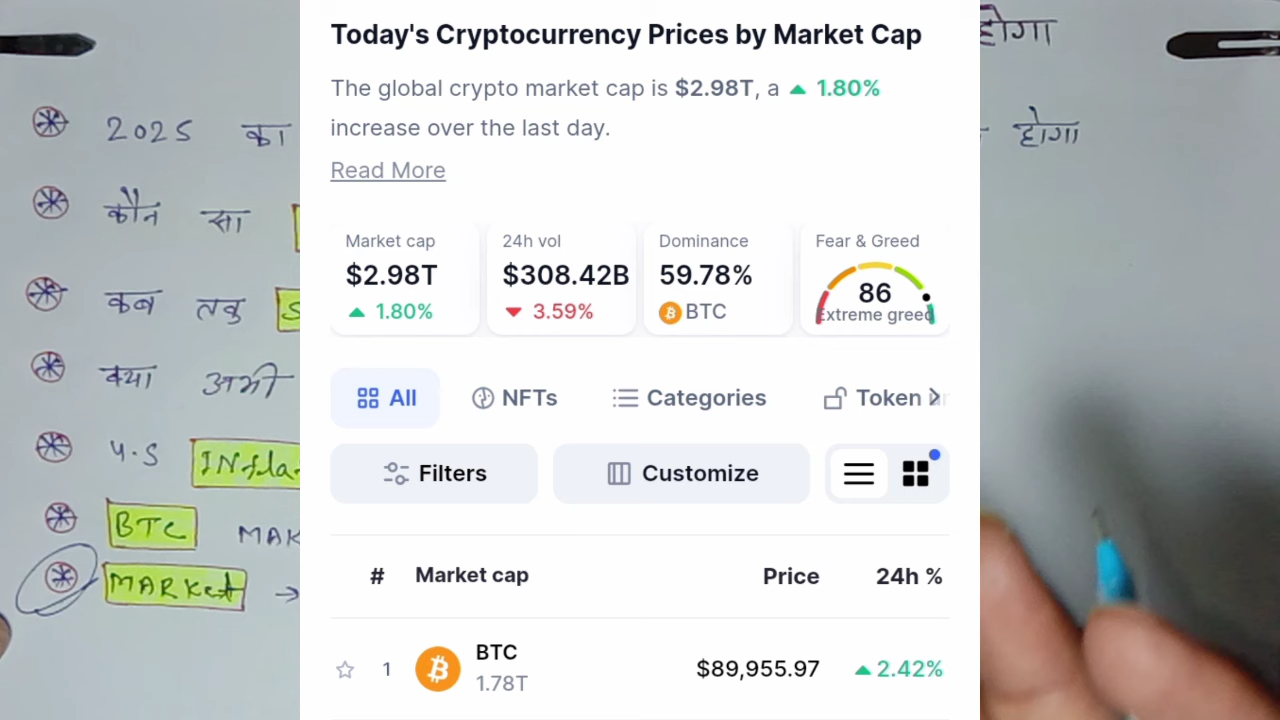 2025 का
कौन सा
कब तक
क्या अभी
U.S INFla
BTC MAK
MARKet →
Today's Cryptocurrency Prices by Market Cap
The global crypto market cap is $2.98T, a ▲ 1.80%
increase over the last day.
Read More
Market cap 24h vol Dominance Fear & Greed
$2.98T $308.42B 59.78% 86
▲ 1.80% ▼ 3.59% BTC Extreme greed
All NFTs Categories Token
Filters Customize
# Market cap Price 24h %
1 BTC $89,955.97 ▲ 2.42%
1.78T
होगा
होगा